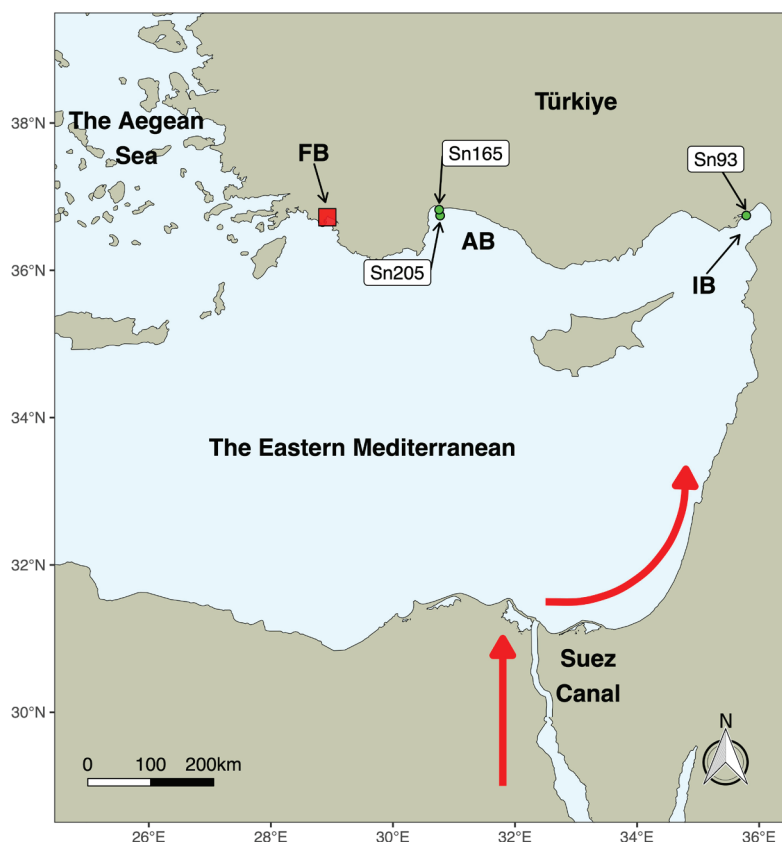 Türkiye
38°N
The Aegean
Sea
FB
Sn165
Sn93
AB
36°N
Sn205
IB
34°N
The Eastern Mediterranean
32°N
Suez
Canal
30°N
N
0 100 200km
26°E 28°E 30°E 32°E 34°E 36°E